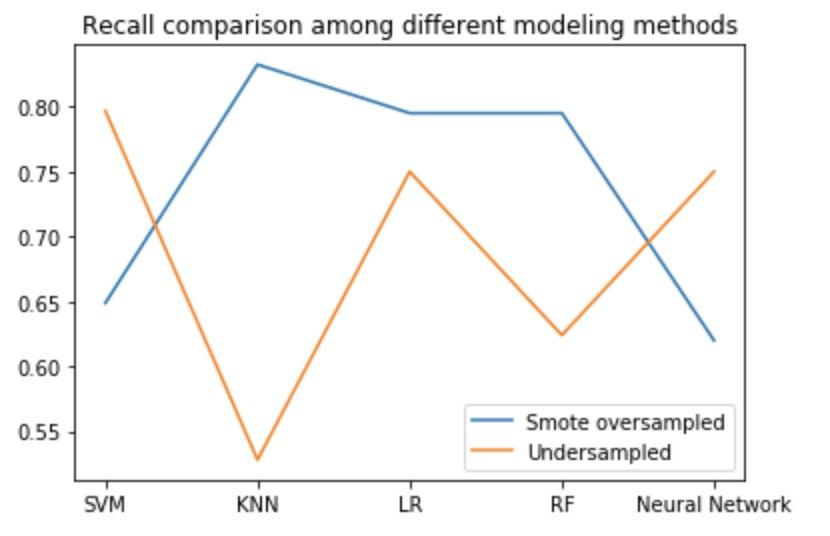 Recall comparison among different modeling methods
0.80
0.75
0.70
0.65
0.60
0.55
Smote oversampled
Undersampled
SVM KNN LR RF Neural Network